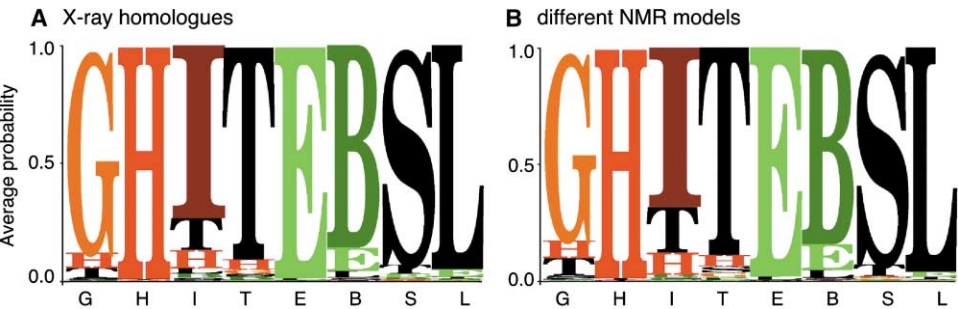 A X-ray homologues
B different NMR models
Average probability
1.0
0.5
0.0
G H I T E B S L
G H I T E B S L
T H
H T H H E
T H E
G H I T E B S L
1.0
0.5
0.0
G H I T E B S L
H T H H E
T
G H I T E B S L